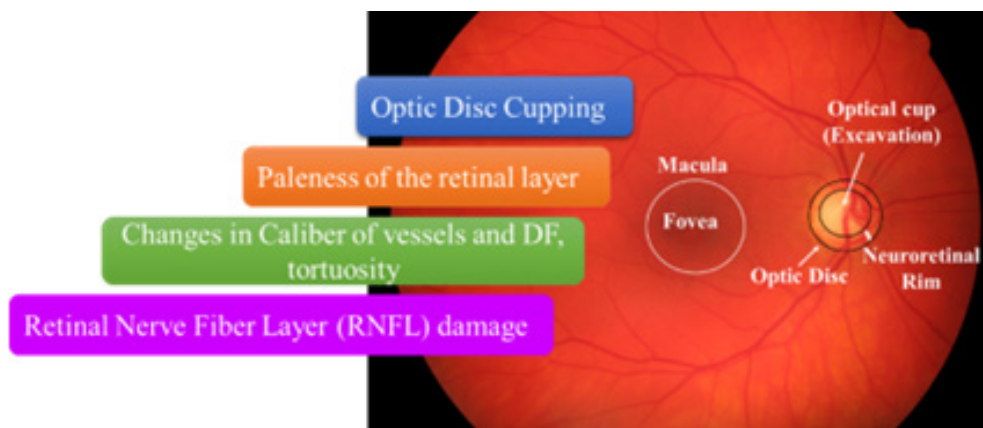 Optic Disc Cupping
Paleness of the retinal layer
Changes in Caliber of vessels and DF,
tortuosity
Retinal Nerve Fiber Layer (RNFL) damage
Optical cup
(Excavation)
Macula
Fovea
Optic Disc
Neuroretinal
Rim